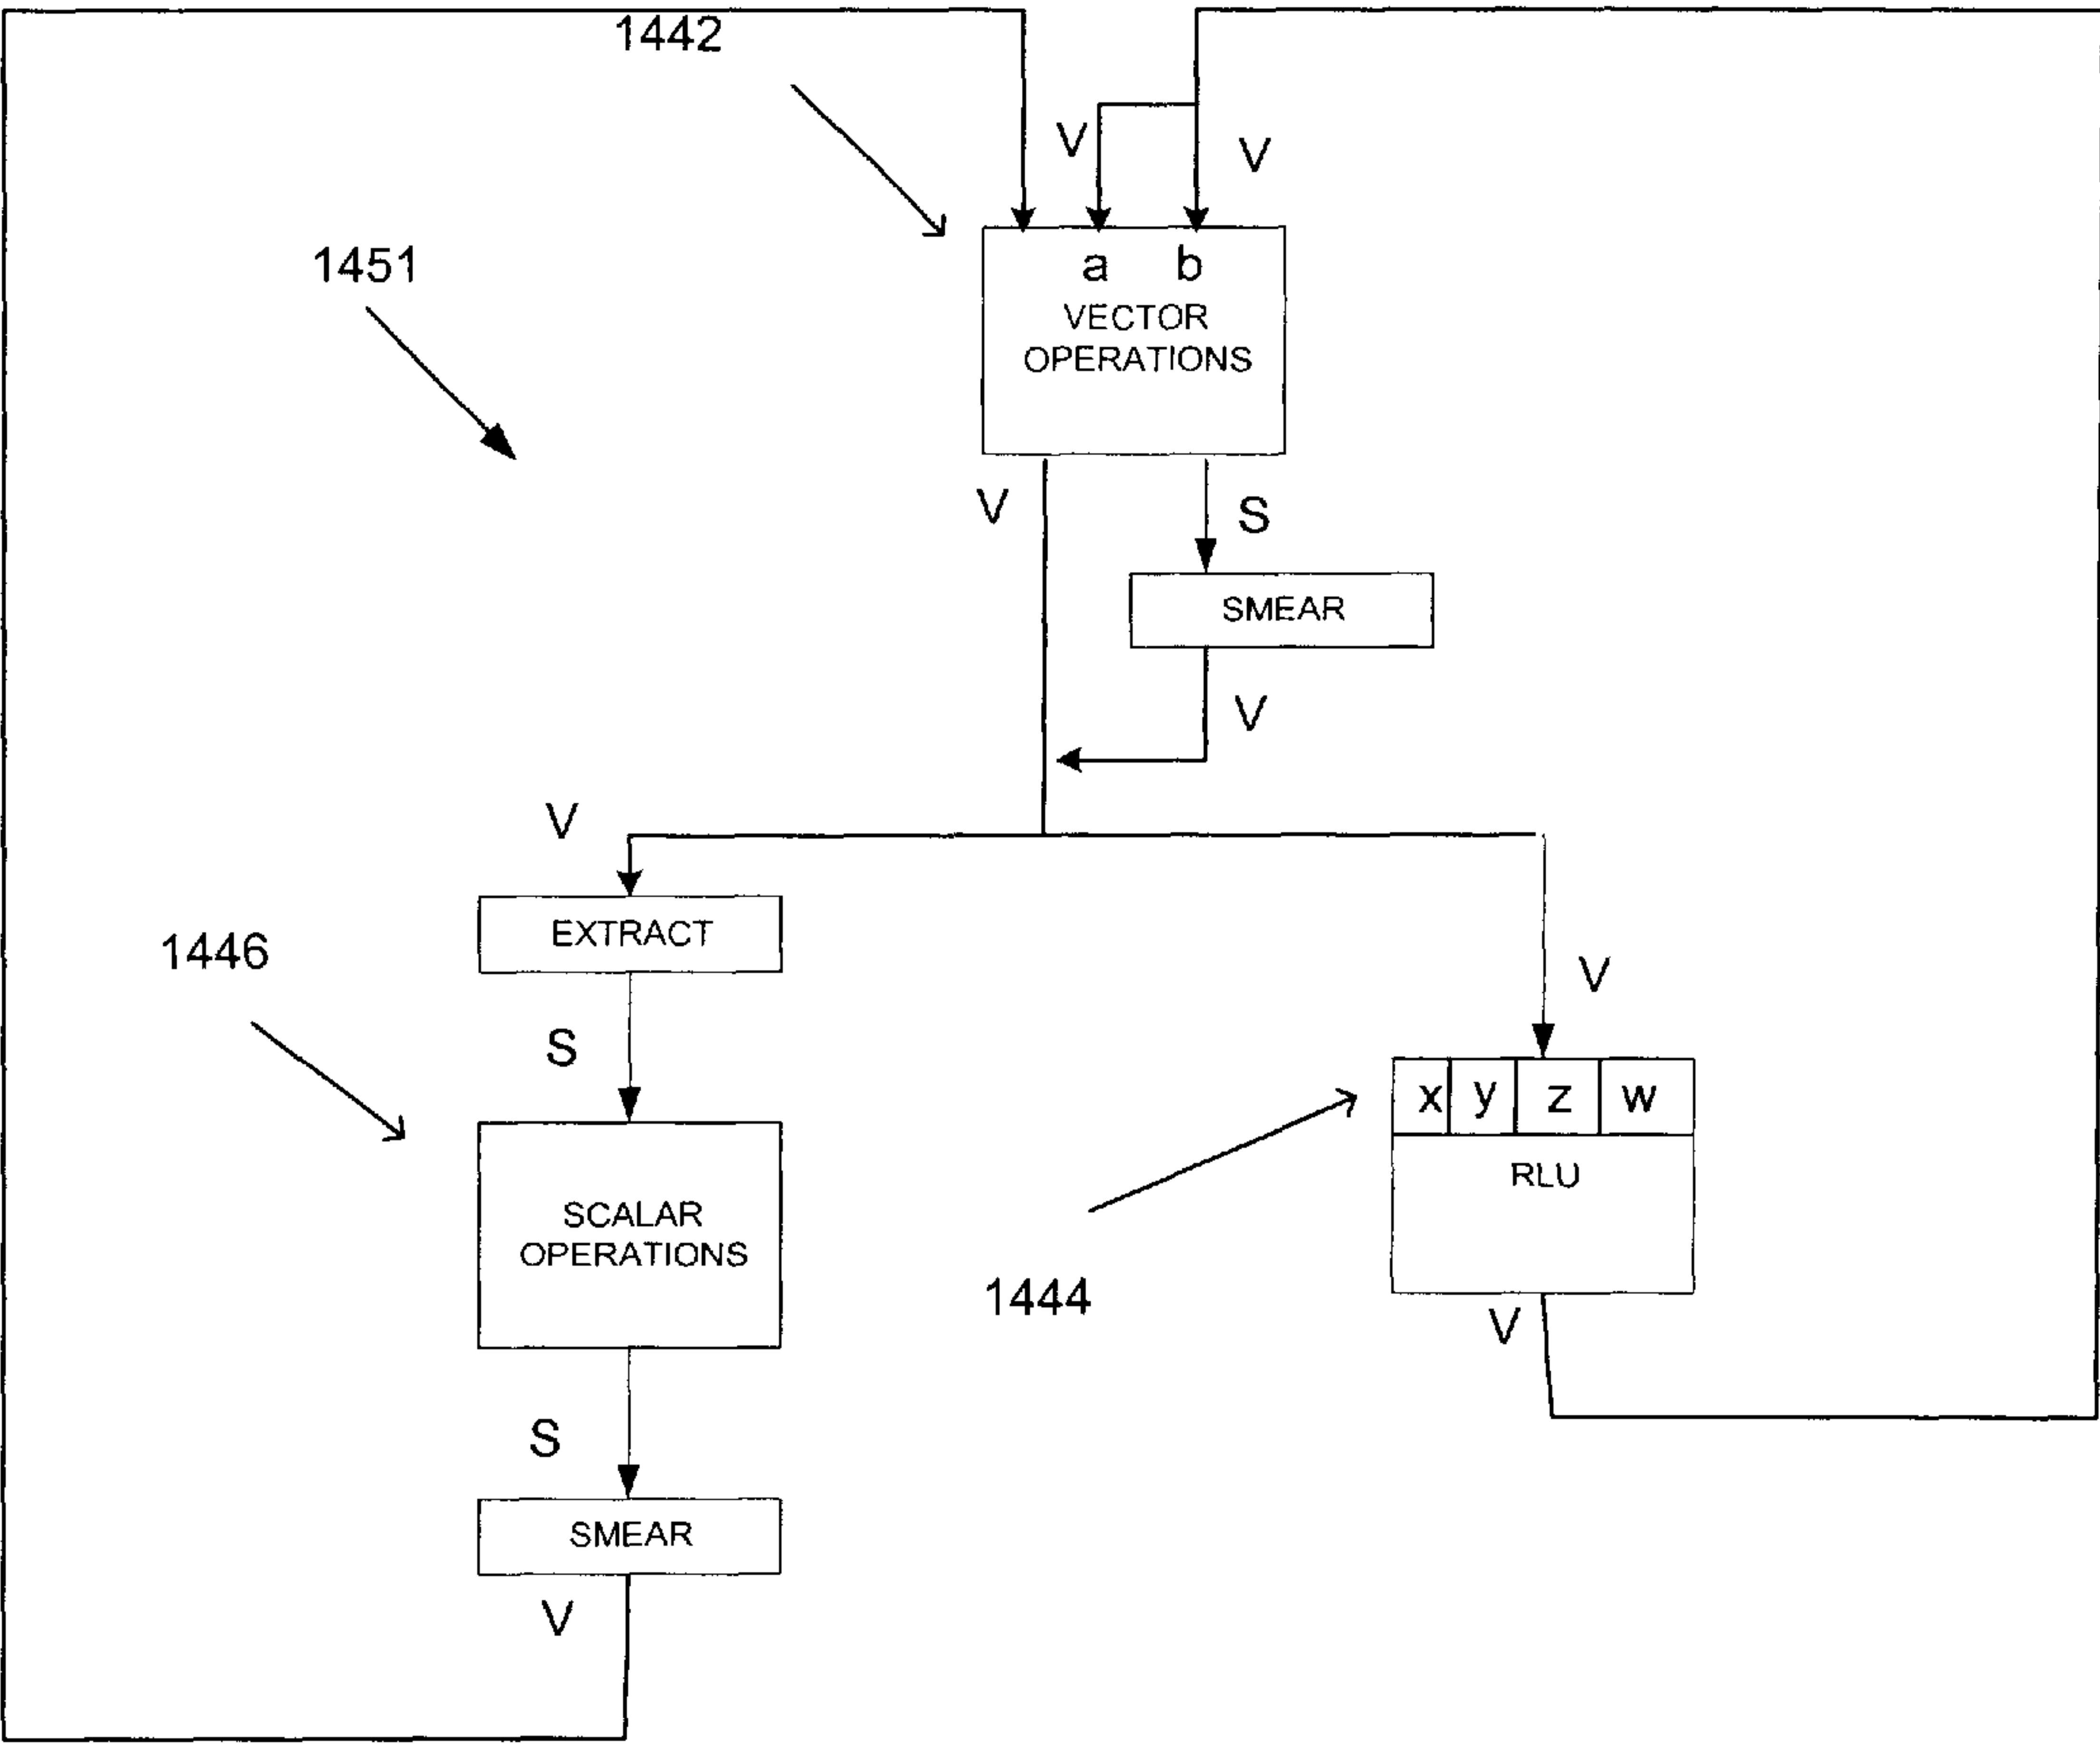 1442
V
V
1451
a b
VECTOR
OPERATIONS
V
S
SMEAR
V
V
EXTRACT
1446
V
S
x y z w
RLU
SCALAR
OPERATIONS
1444
V
S
SMEAR
V